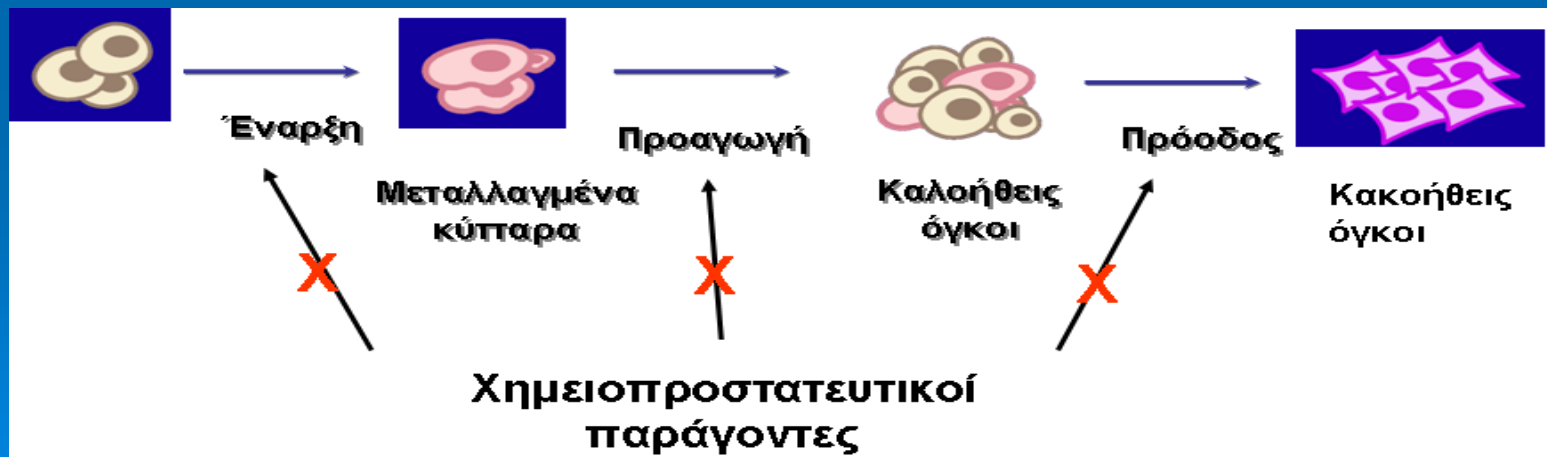 Έναρξη
Μεταλλαγμένα
κύτταρα
Προαγωγή
Καλοήθεις
όγκοι
Πρόοδος
Κακοήθεις
όγκοι
X
X
X
Χημειοπροστατευτικοί
παράγοντες